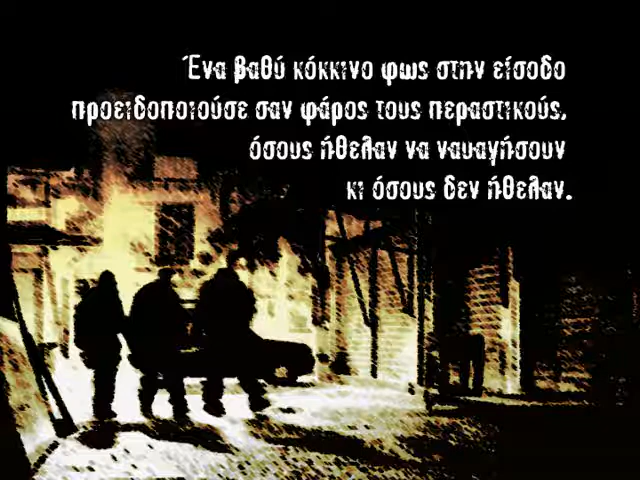 Ένα βαθύ κόκκινο φως στην είσοδο
προειδοποιούσε σαν φάρος τους περαστικούς,
όσους ήθελαν να ναυαγήσουν
κι όσους δεν ήθελαν.